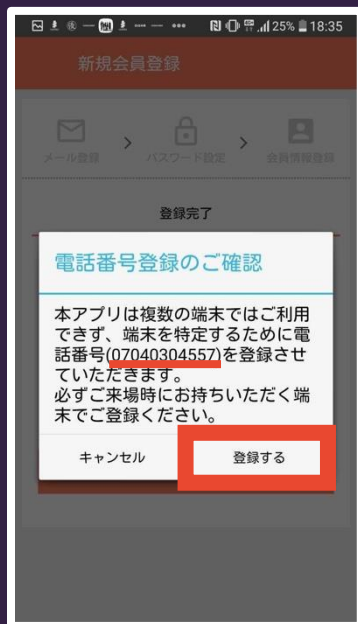 25% 18:35
新規会員登録
メール登録 > パスワード設定 > 会員情報登録
登録完了
電話番号登録のご確認
本アプリは複数の端末ではご利用
できず、端末を特定するために電
話番号(07040304557)を登録させ
ていただきます。
必ずご来場時にお持ちいただく端
末でご登録ください。
キャンセル 登録する